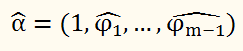 α̂ = (1, φ̂₁, … , φ̂ₘ₋₁)